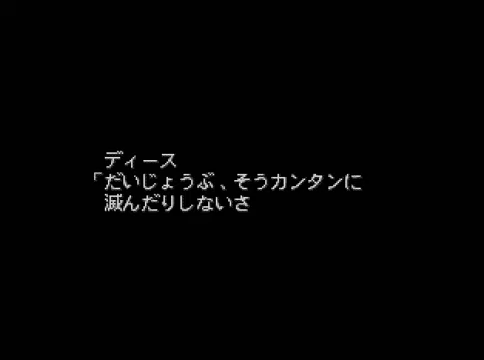 ディース
「だいじょうぶ、そうカンタンに
滅んだりしないさ